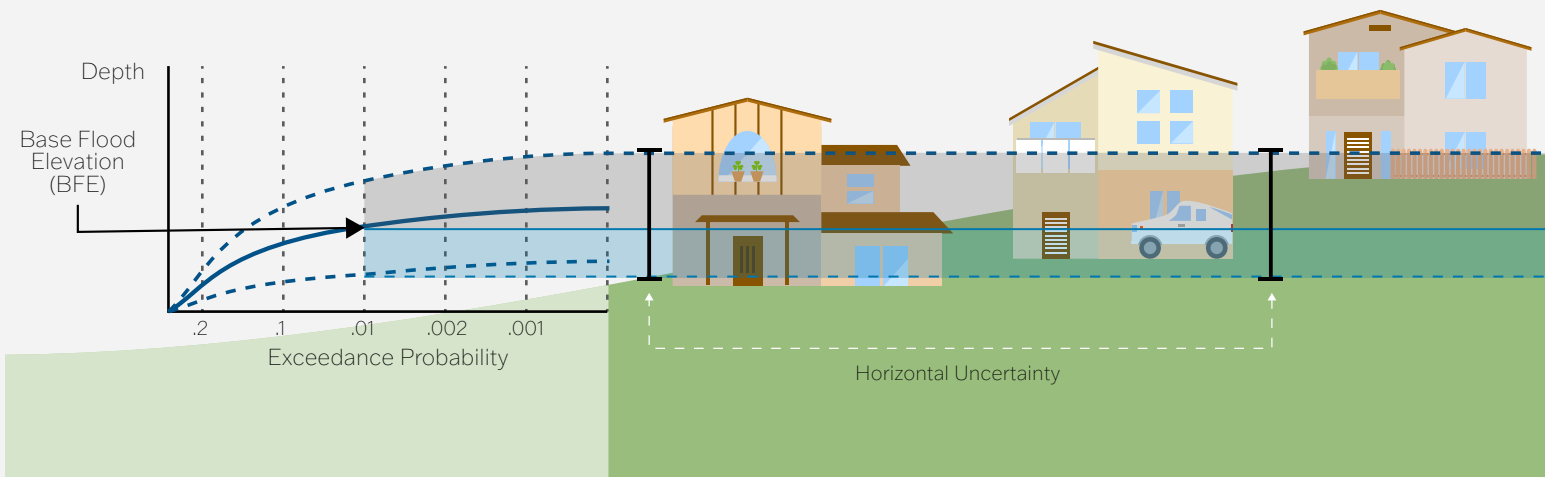 Depth
Base Flood
Elevation
(BFE)
.2 .1 .01 .002 .001
Exceedance Probability
Horizontal Uncertainty